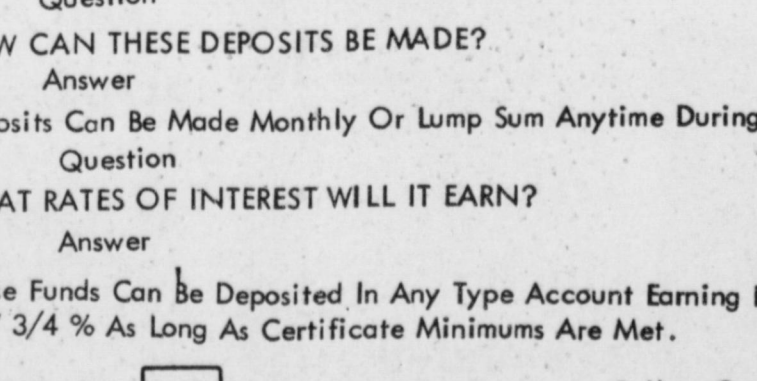 Question
CAN THESE DEPOSITS BE MADE?
Answer
Can Be Made Monthly Or Lump Sum Anytime During
Question
RATES OF INTEREST WILL IT EARN?
Answer
Funds Can Be Deposited In Any Type Account Earning
3/4 % As Long As Certificate Minimums Are Met.